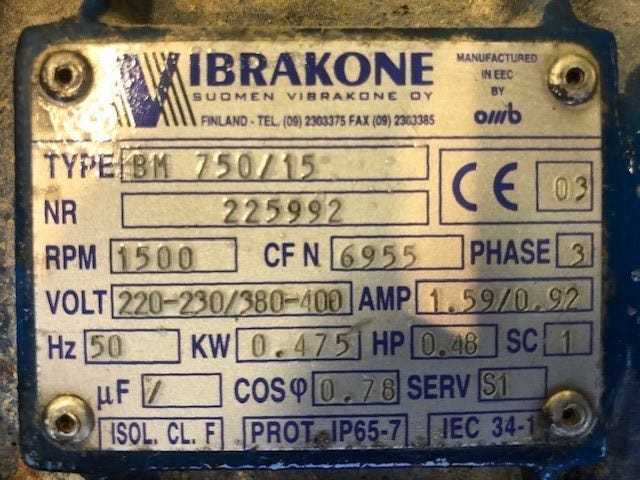 VIBRAKONE
SUOMEN VIBRAKONE OY
FINLAND - TEL. (09) 2303375 FAX (09) 2303385
MANUFACTURED
IN EEC
BY
omb
TYPE BM 750/15
CE 03
NR 225992
RPM 1500 CF N 6955 PHASE 3
VOLT 220-230/380-400 AMP 1.59/0.92
Hz 50 KW 0.475 HP 0.48 SC 1
µF / COSφ 0.78 SERV S1
ISOL. CL. F PROT. IP65-7 IEC 34-1